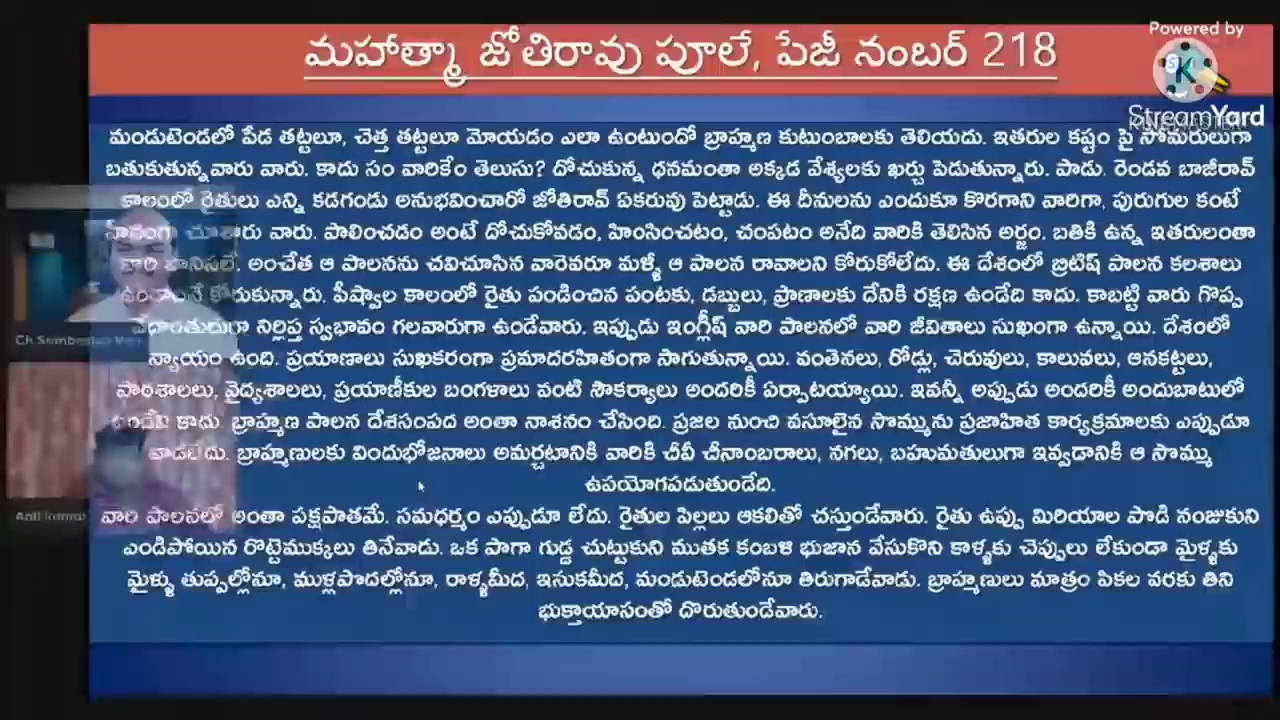 మహాత్మా జోతిరావు పూలే, పేజీ నంబర్ 218
Powered by
StreamYard
మండుటెండలో పేడ తట్టలూ, చెత్త తట్టలూ మోయడం ఎలా ఉంటుందో బ్రాహ్మణ కుటుంబాలకు తెలియదు. ఇతరుల కష్టం పై సోమరులుగా
బతుకుతున్నవారు వారు. కాదు సం వారికేం తెలుసు? దోచుకున్న ధనమంతా అక్కడ వేశ్యలకు ఖర్చు పెడుతున్నారు. పాడు. రెండవ బాజీరావ్
కాలంలో రైతులు ఎన్ని కడగండు అనుభవించారో జోతిరావ్ ఏకరువు పెట్టాడు. ఈ దీనులను ఎందుకూ కొరగాని వారిగా, పురుగుల కంటే
హీనంగా చూశారు వారు. పాలించడం అంటే దోచుకోవడం, హింసించటం, చంపటం అనేది వారికి తెలిసిన అర్థం. బతికి ఉన్న ఇతరులంతా
వారి బానిసలే. అంచేత ఆ పాలనను చవిచూసిన వారెవరూ మళ్ళీ ఆ పాలన రావాలని కోరుకోలేదు. ఈ దేశంలో బ్రిటిష్ పాలన కలశాలు
ఉండాలనే కోరుకున్నారు. పీష్వాల కాలంలో రైతు పండించిన పంటకు, డబ్బులు, ప్రాణాలకు దేనికి రక్షణ ఉండేది కాదు. కాబట్టి వారు గొప్ప
వేదాంతులుగా నిర్లిప్త స్వభావం గలవారుగా ఉండేవారు. ఇప్పుడు ఇంగ్లీష్ వారి పాలనలో వారి జీవితాలు సుఖంగా ఉన్నాయి. దేశంలో
న్యాయం ఉంది. ప్రయాణాలు సుఖకరంగా ప్రమాదరహితంగా సాగుతున్నాయి. వంతెనలు, రోడ్లు, చెరువులు, కాలువలు, ఆనకట్టలు,
పాఠశాలలు, వైద్యశాలలు, ప్రయాణీకుల బంగళాలు వంటి సౌకర్యాలు అందరికీ ఏర్పాటయ్యాయి. ఇవన్నీ అప్పుడు అందరికీ అందుబాటులో
ఉండేవి కాదు. బ్రాహ్మణ పాలన దేశసంపద అంతా నాశనం చేసింది. ప్రజల నుంచి వసూలైన సొమ్మును ప్రజాహిత కార్యక్రమాలకు ఎప్పుడూ
వాడలేదు. బ్రాహ్మణులకు విందుభోజనాలు అమర్చటానికి వారికి చీవీ చీనాంబరాలు, నగలు, బహుమతులుగా ఇవ్వడానికి ఆ సొమ్ము
ఉపయోగపడుతుండేది.
వారి పాలనలో అంతా పక్షపాతమే. సమధర్మం ఎప్పుడూ లేదు. రైతుల పిల్లలు ఆకలితో చస్తుండేవారు. రైతు ఉప్పు మిరియాల పొడి నంజుకుని
ఎండిపోయిన రొట్టెముక్కలు తినేవాడు. ఒక పాగా గుడ్డ చుట్టుకుని ముతక కంబళి భుజాన వేసుకొని కాళ్ళకు చెప్పులు లేకుండా మైళ్ళకు
మైళ్ళు తుప్పల్లోనూ, ముళ్లపొదల్లోనూ, రాళ్ళమీద, ఇసుకమీద, మండుటెండలోనూ తిరుగాడేవాడు. బ్రాహ్మణులు మాత్రం పికల వరకు తిని
భుక్తాయాసంతో దొరుతుండేవారు.
Anil kumar